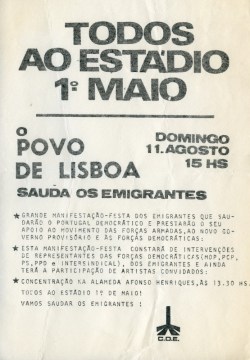 TODOS
AO ESTÁDIO
1º MAIO
O
POVO
DE LISBOA
DOMINGO
11.AGOSTO
15 HS
SAUDA OS EMIGRANTES
★ GRANDE MANIFESTAÇÃO-FESTA DOS EMIGRANTES QUE SAU-
DARÃO O PORTUGAL DEMOCRÁTICO E PRESTARÃO O SEU
APOIO AO MOVIMENTO DAS FORÇAS ARMADAS, AO NOVO GO-
VERNO PROVISÓRIO E ÀS FORÇAS DEMOCRÁTICAS:
★ ESTA MANIFESTAÇÃO-FESTA CONSTARÁ DE INTERVENÇÕES
DE REPRESENTANTES DAS FORÇAS DEMOCRÁTICAS (MDP, PCP,
PS, PPD e INTERSINDICAL), DOS EMIGRANTES E AINDA
TERÁ A PARTICIPAÇÃO DE ARTISTAS CONVIDADOS:
★ CONCENTRAÇÃO NA ALAMEDA AFONSO HENRIQUES, ÀS 13.30 HS.
TODOS AO ESTÁDIO 1º DE MAIO!
VAMOS SAUDAR OS EMIGRANTES !
C.D.E.